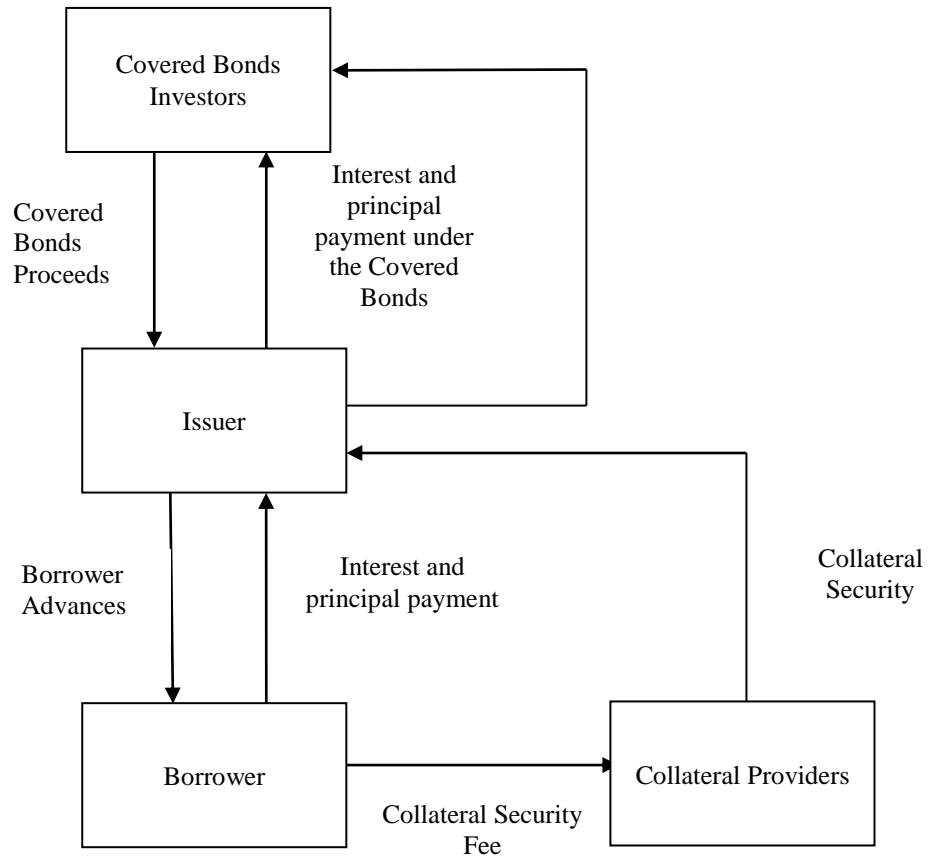 Covered Bonds
Investors
Covered
Bonds
Proceeds
Interest and
principal
payment under
the Covered
Bonds
Issuer
Borrower
Advances
Interest and
principal payment
Collateral
Security
Borrower
Collateral Providers
Collateral Security
Fee